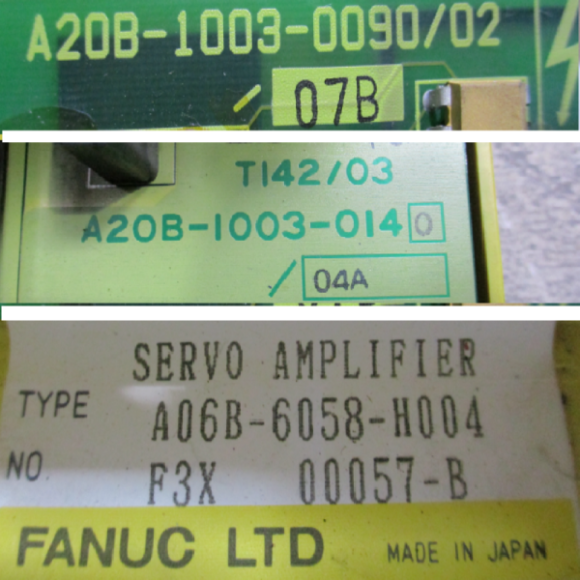 A20B-1003-0090/02
07B
T142/03
A20B-1003-0140
/04A
SERVO AMPLIFIER
TYPE A06B-6058-H004
NO F3X 00057-B
FANUC LTD MADE IN JAPAN